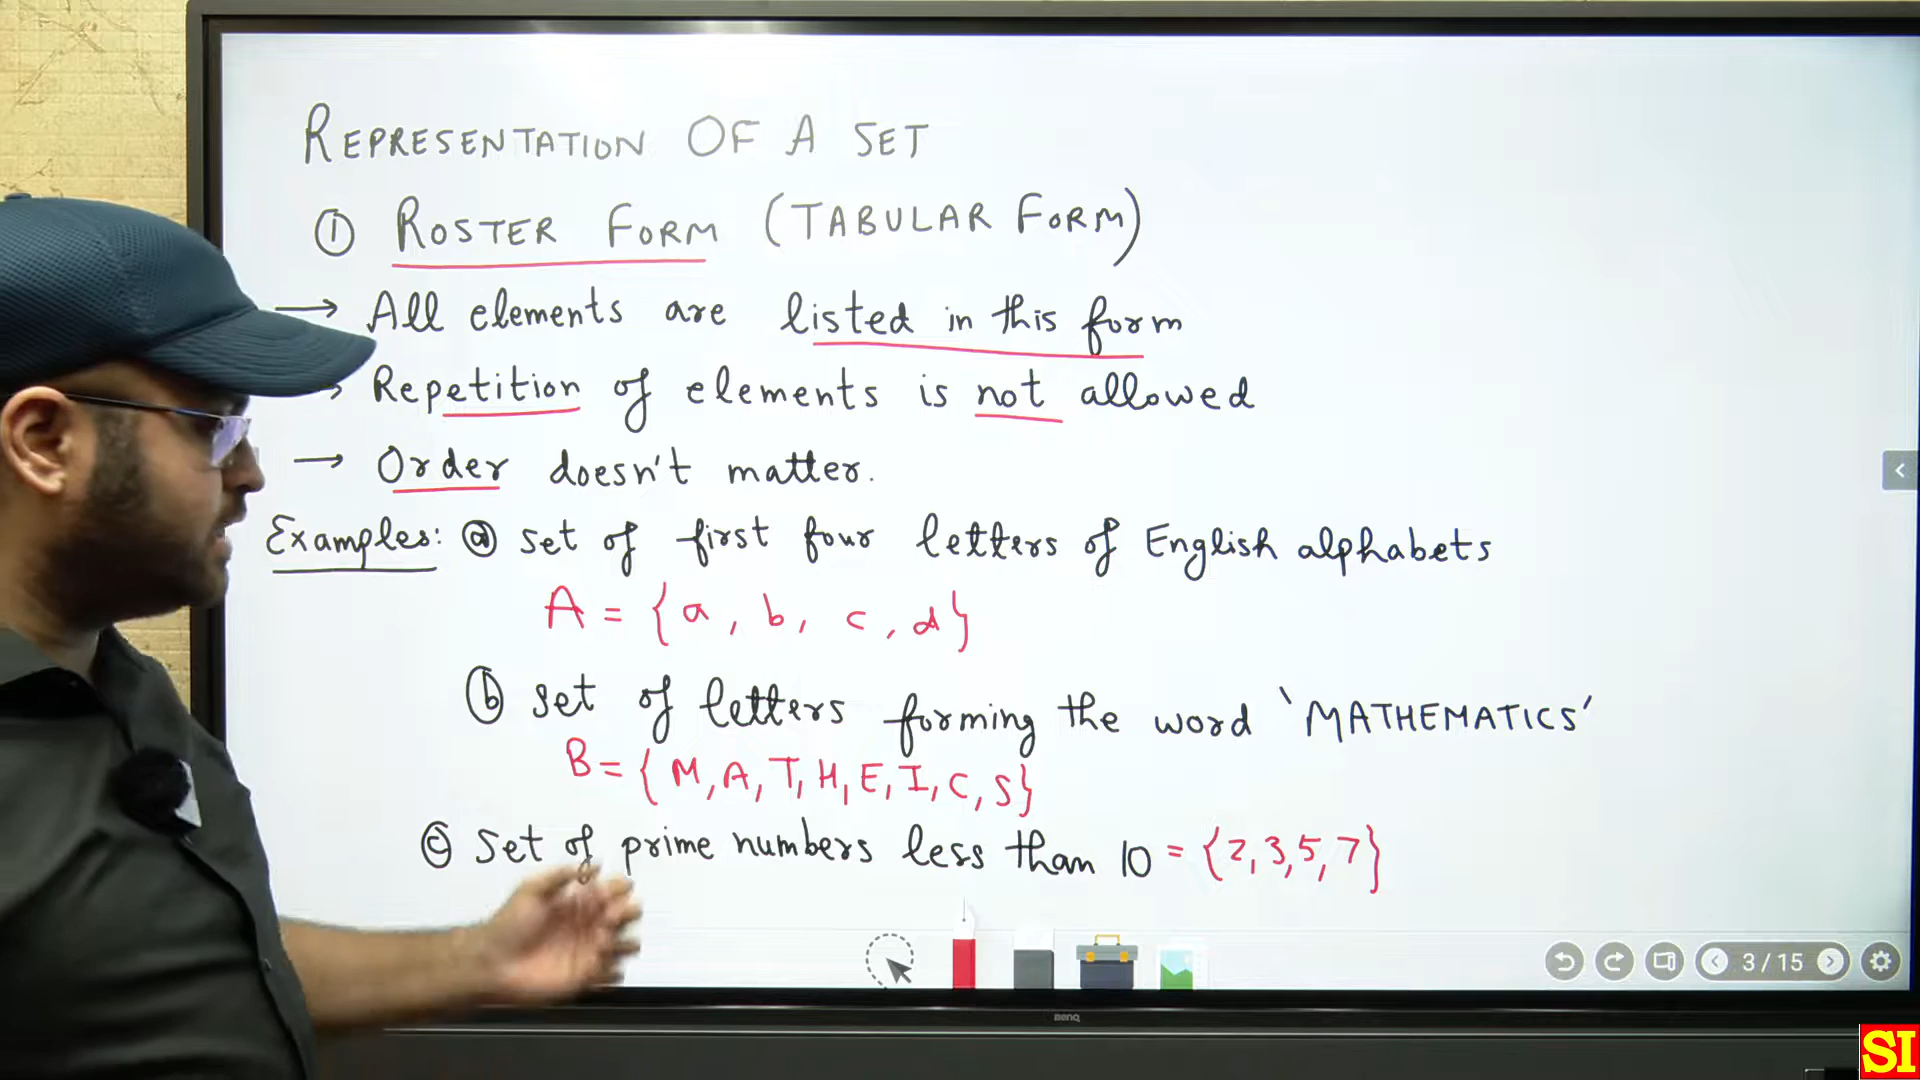 REPRESENTATION OF A SET
① ROSTER FORM (TABULAR FORM)
→ All elements are listed in this form
→ Repetition of elements is not allowed
→ Order doesn't matter.
Examples: ⓐ set of first four letters of English alphabets
A = {a, b, c, d}
ⓑ set of letters forming the word 'MATHEMATICS'
B = {M, A, T, H, E, I, C, S}
ⓒ set of prime numbers less than 10 = {2, 3, 5, 7}
3 / 15
BenQ
SI